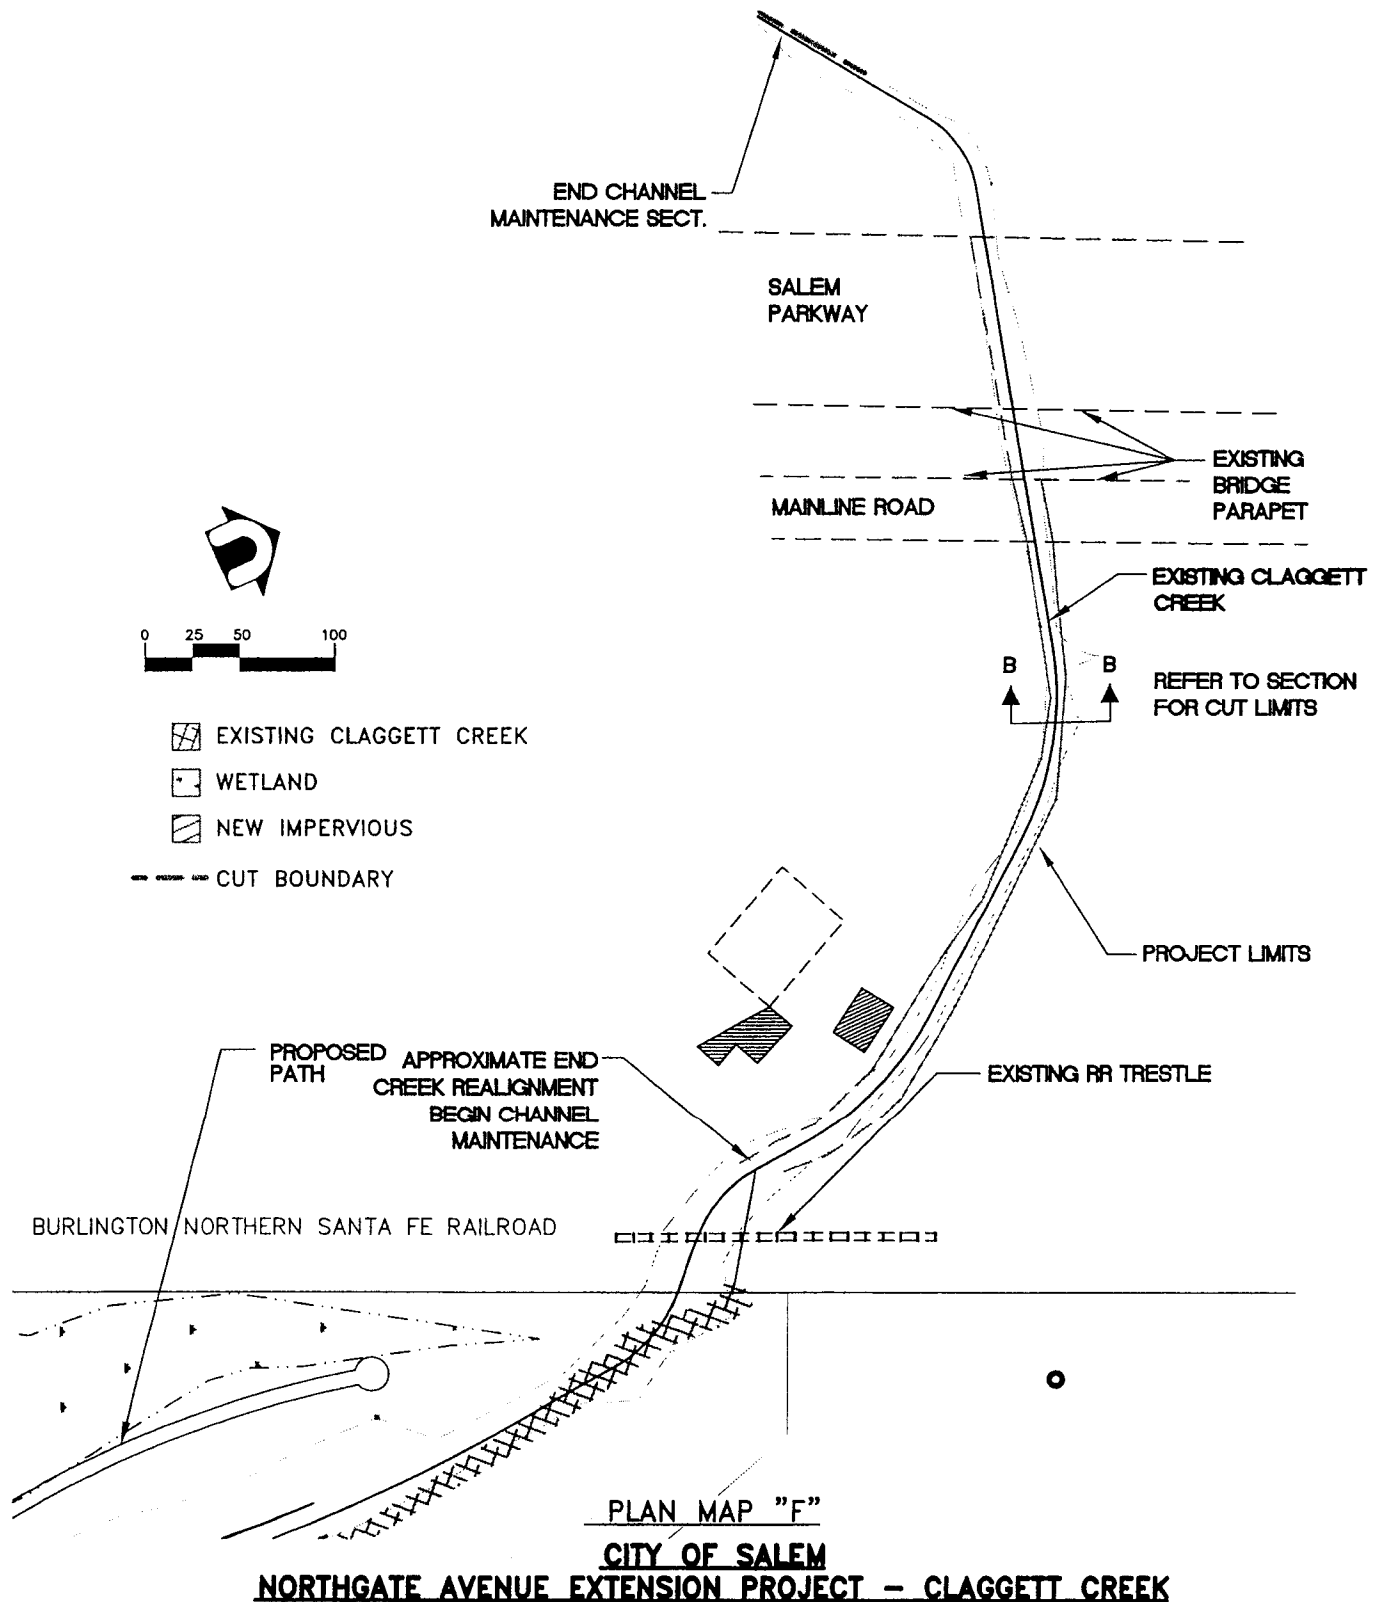 END CHANNEL
MAINTENANCE SECT.
SALEM
PARKWAY
EXISTING
BRIDGE
PARAPET
MAINLINE ROAD
EXISTING CLAGGETT
CREEK
0 25 50 100
B B
REFER TO SECTION
FOR CUT LIMITS
EXISTING CLAGGETT CREEK
WETLAND
NEW IMPERVIOUS
CUT BOUNDARY
PROJECT LIMITS
PROPOSED
PATH
APPROXIMATE END
CREEK REALIGNMENT
BEGIN CHANNEL
MAINTENANCE
EXISTING RR TRESTLE
BURLINGTON NORTHERN SANTA FE RAILROAD
PLAN MAP "F"
CITY OF SALEM
NORTHGATE AVENUE EXTENSION PROJECT – CLAGGETT CREEK